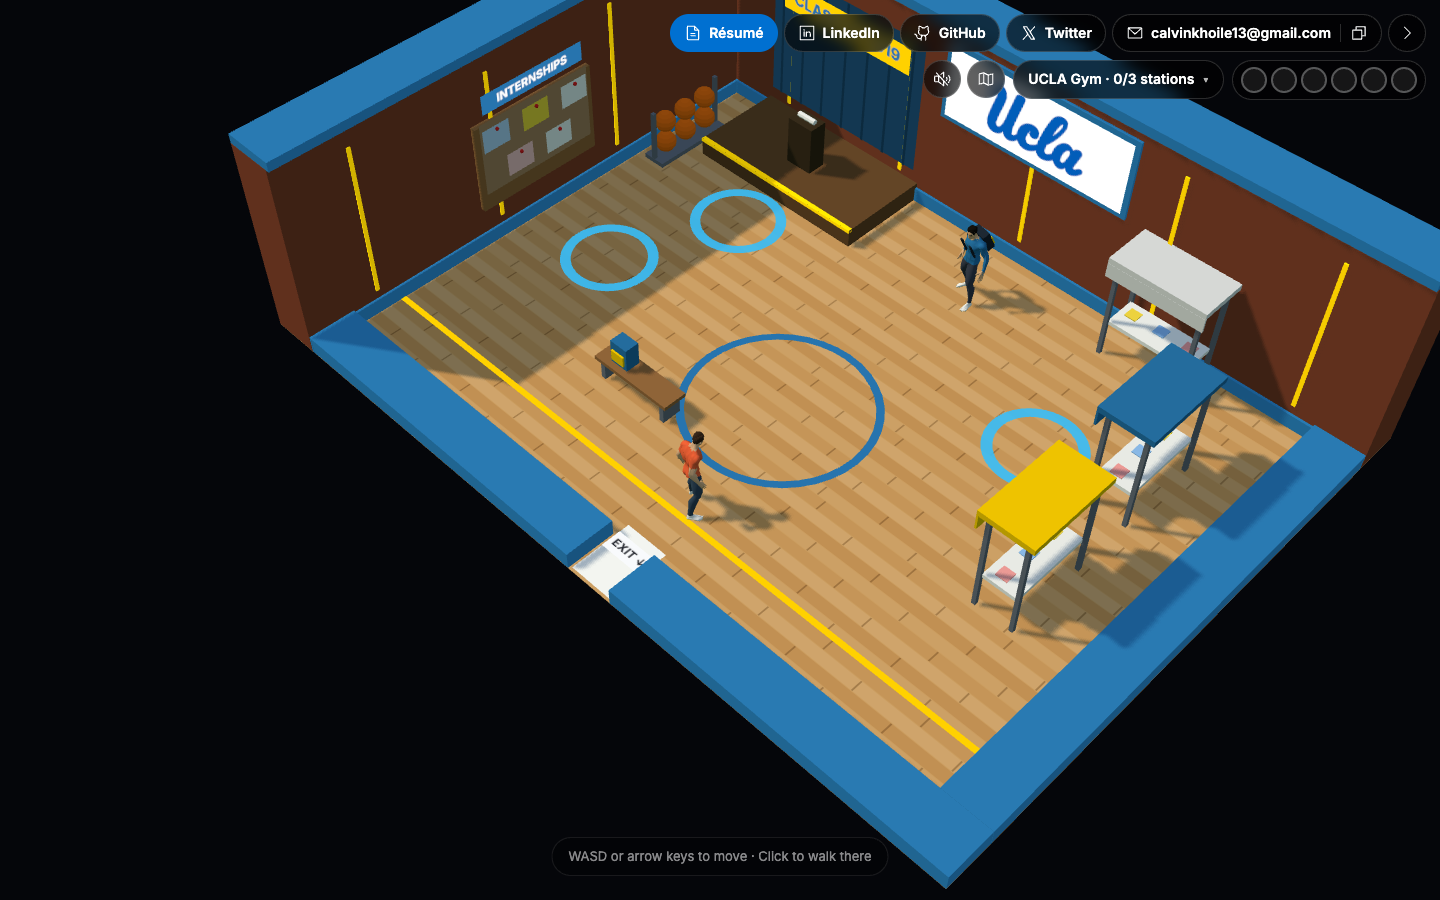 Résumé
LinkedIn
GitHub
Twitter
calvinkhoile13@gmail.com
UCLA Gym · 0/3 stations
INTERNSHIPS
Ucla
EXIT ↓
WASD or arrow keys to move · Click to walk there